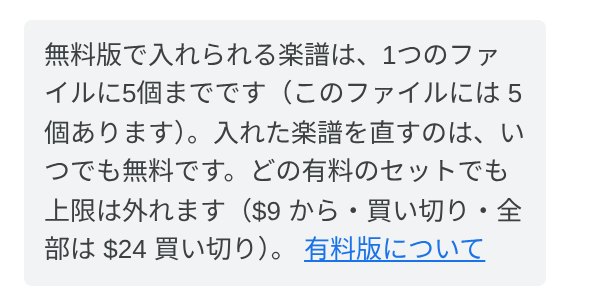 無料版で入れられる楽譜は、1つのファ
イルに5個までです（このファイルには 5
個あります）。入れた楽譜を直すのは、い
つでも無料です。どの有料のセットでも
上限は外れます（$9 から・買い切り・全
部は $24 買い切り）。 有料版について